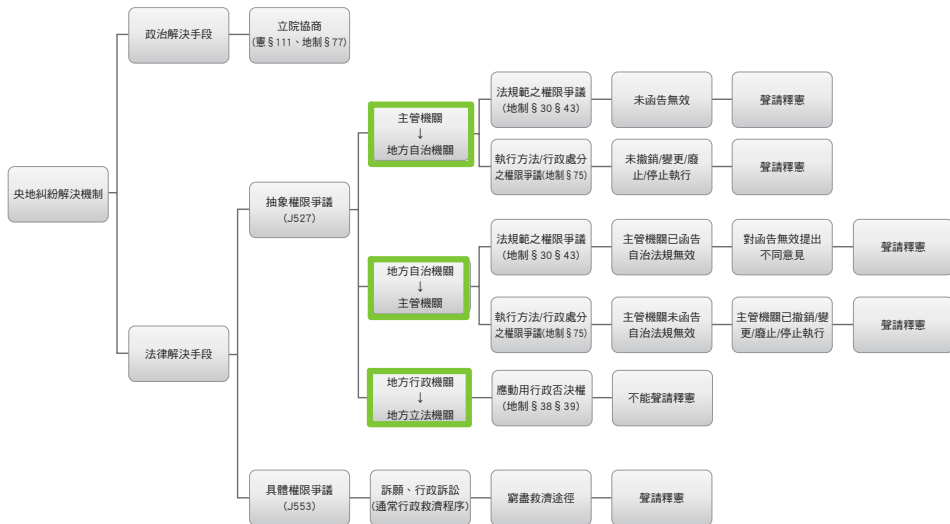 央地糾紛解決機制
政治解決手段
立院協商
(憲§111、地制§77)
法律解決手段
抽象權限爭議
(J527)
主管機關
↓
地方自治機關
法規範之權限爭議
(地制§30§43)
未函告無效
聲請釋憲
執行方法/行政處分
之權限爭議(地制§75)
未撤銷/變更/廢
止/停止執行
聲請釋憲
地方自治機關
↓
主管機關
法規範之權限爭議
(地制§30§43)
主管機關已函告
自治法規無效
對函告無效提出
不同意見
聲請釋憲
執行方法/行政處分
之權限爭議(地制§75)
主管機關未函告
自治法規無效
主管機關已撤銷/變
更/廢止/停止執行
聲請釋憲
地方行政機關
↓
地方立法機關
應動用行政否決權
(地制§38§39)
不能聲請釋憲
具體權限爭議
(J553)
訴願、行政訴訟
(通常行政救濟程序)
窮盡救濟途徑
聲請釋憲